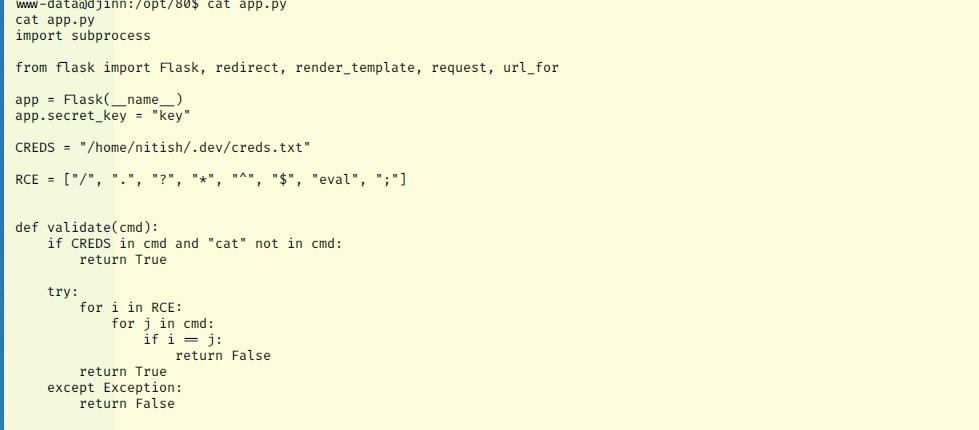 www-data@djinn:/opt/80$ cat app.py
cat app.py
import subprocess

from flask import Flask, redirect, render_template, request, url_for

app = Flask(__name__)
app.secret_key = "key"

CREDS = "/home/nitish/.dev/creds.txt"

RCE = ["/", ".", "?", "*", "^", "$", "eval", ";"]


def validate(cmd):
    if CREDS in cmd and "cat" not in cmd:
        return True

    try:
        for i in RCE:
            for j in cmd:
                if i == j:
                    return False
        return True
    except Exception:
        return False